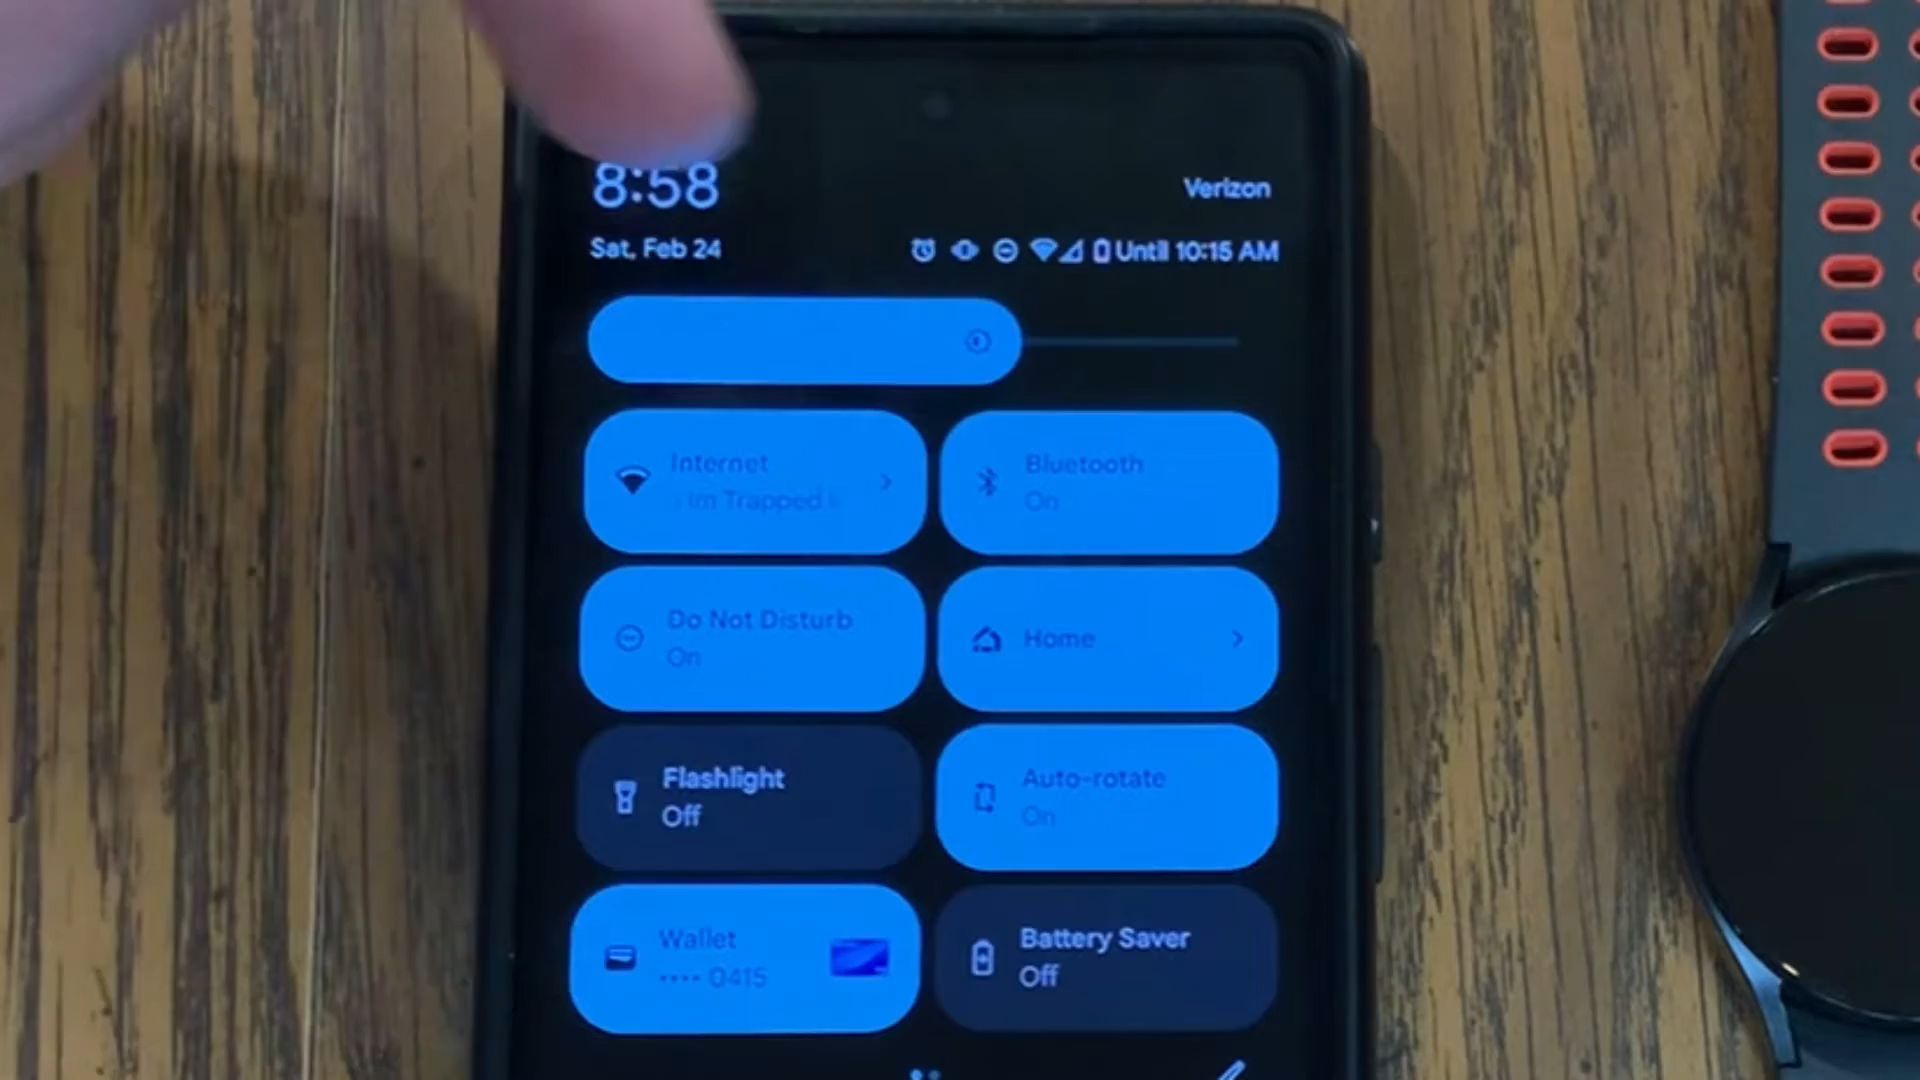 8:58
Verizon
Sat, Feb 24
Until 10:15 AM
Internet
Im Trapped
Bluetooth
On
Do Not Disturb
On
Home
Flashlight
Off
Auto-rotate
On
Wallet
•••• 0415
Battery Saver
Off